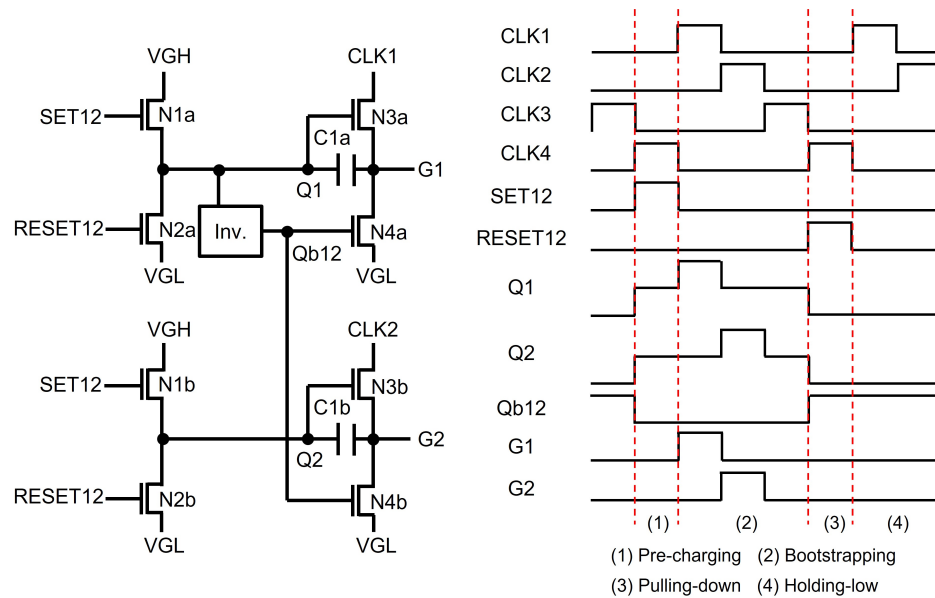 VGH
CLK1
SET12
N1a
N3a
C1a
G1
Q1
RESET12
N2a
Inv.
N4a
Qb12
VGL
VGL
VGH
CLK2
SET12
N1b
N3b
C1b
G2
Q2
RESET12
N2b
N4b
VGL
VGL
CLK1
CLK2
CLK3
CLK4
SET12
RESET12
Q1
Q2
Qb12
G1
G2
(1) (2) (3) (4)
(1) Pre-charging (2) Bootstrapping
(3) Pulling-down (4) Holding-low